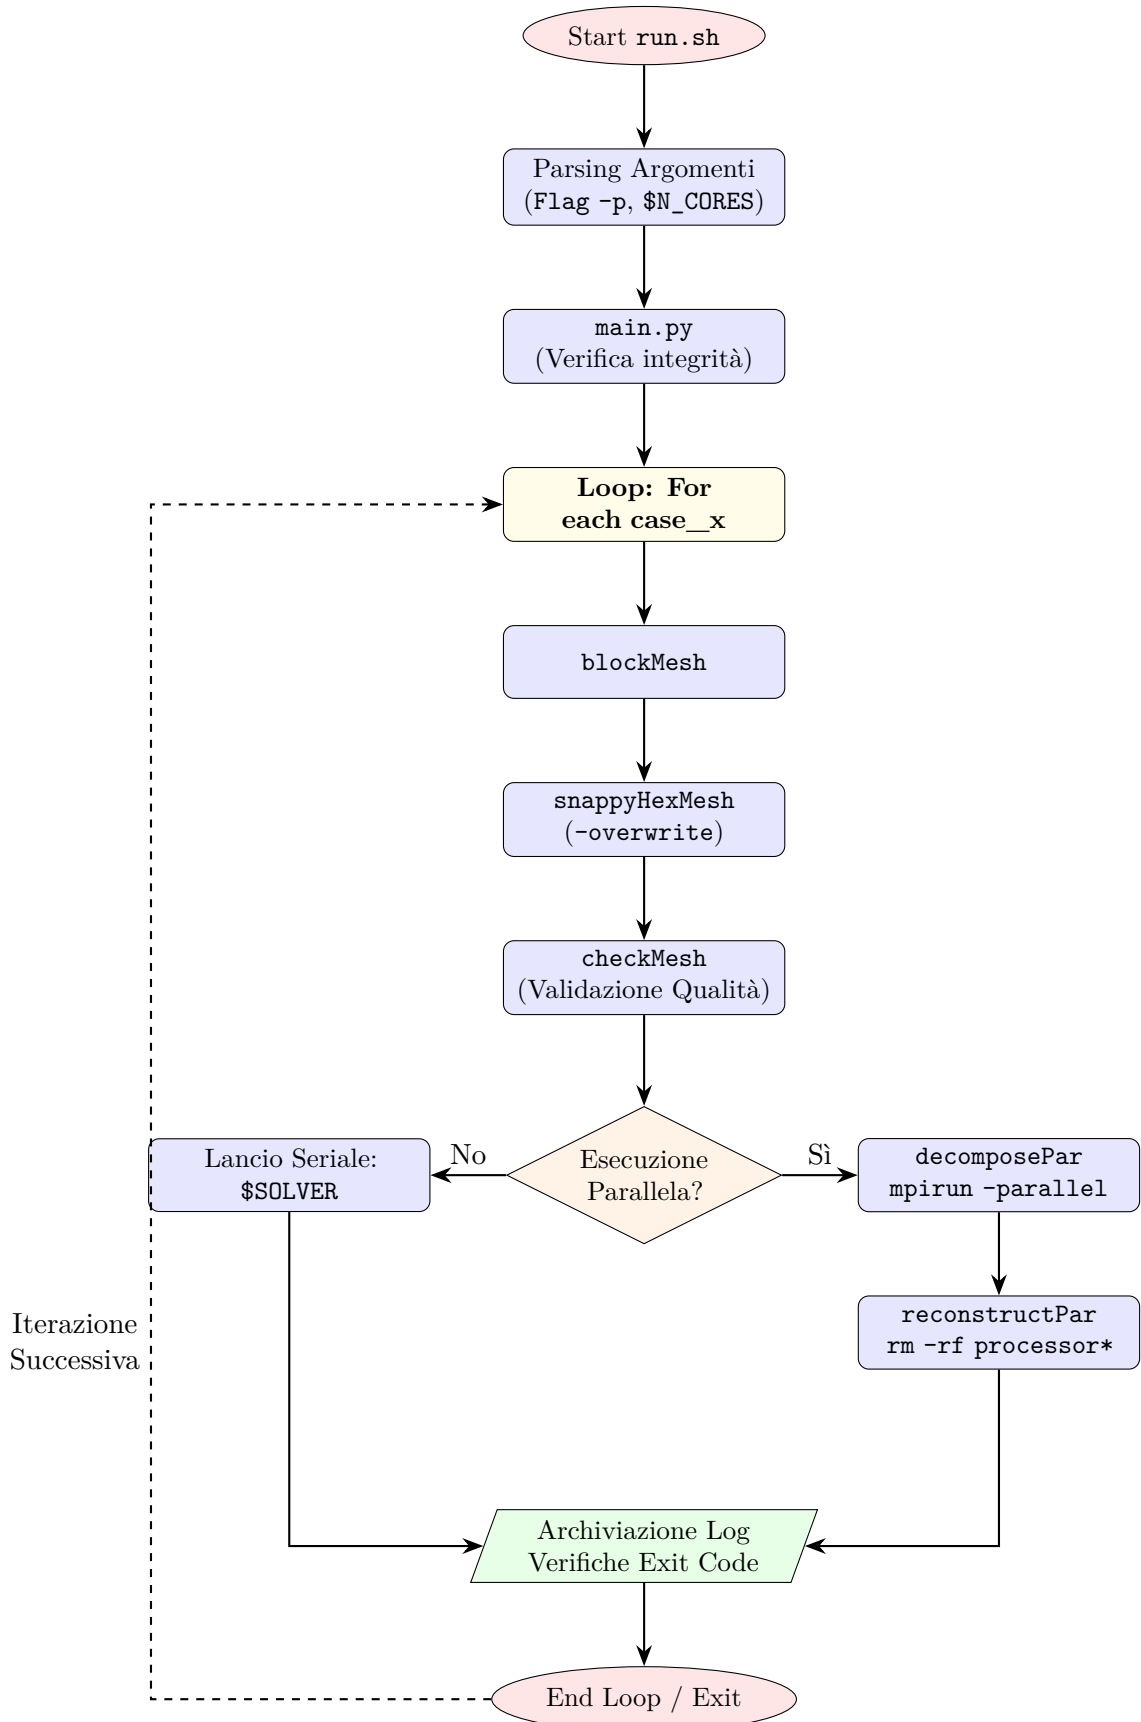 Start run.sh
Parsing Argomenti
(Flag -p, $N_CORES)
main.py
(Verifica integrità)
Loop: For
each case_x
blockMesh
snappyHexMesh
(-overwrite)
checkMesh
(Validazione Qualità)
Esecuzione
Parallela?
No
Sì
Lancio Seriale:
$SOLVER
decomposePar
mpirun -parallel
reconstructPar
rm -rf processor*
Iterazione
Successiva
Archiviazione Log
Verifiche Exit Code
End Loop / Exit